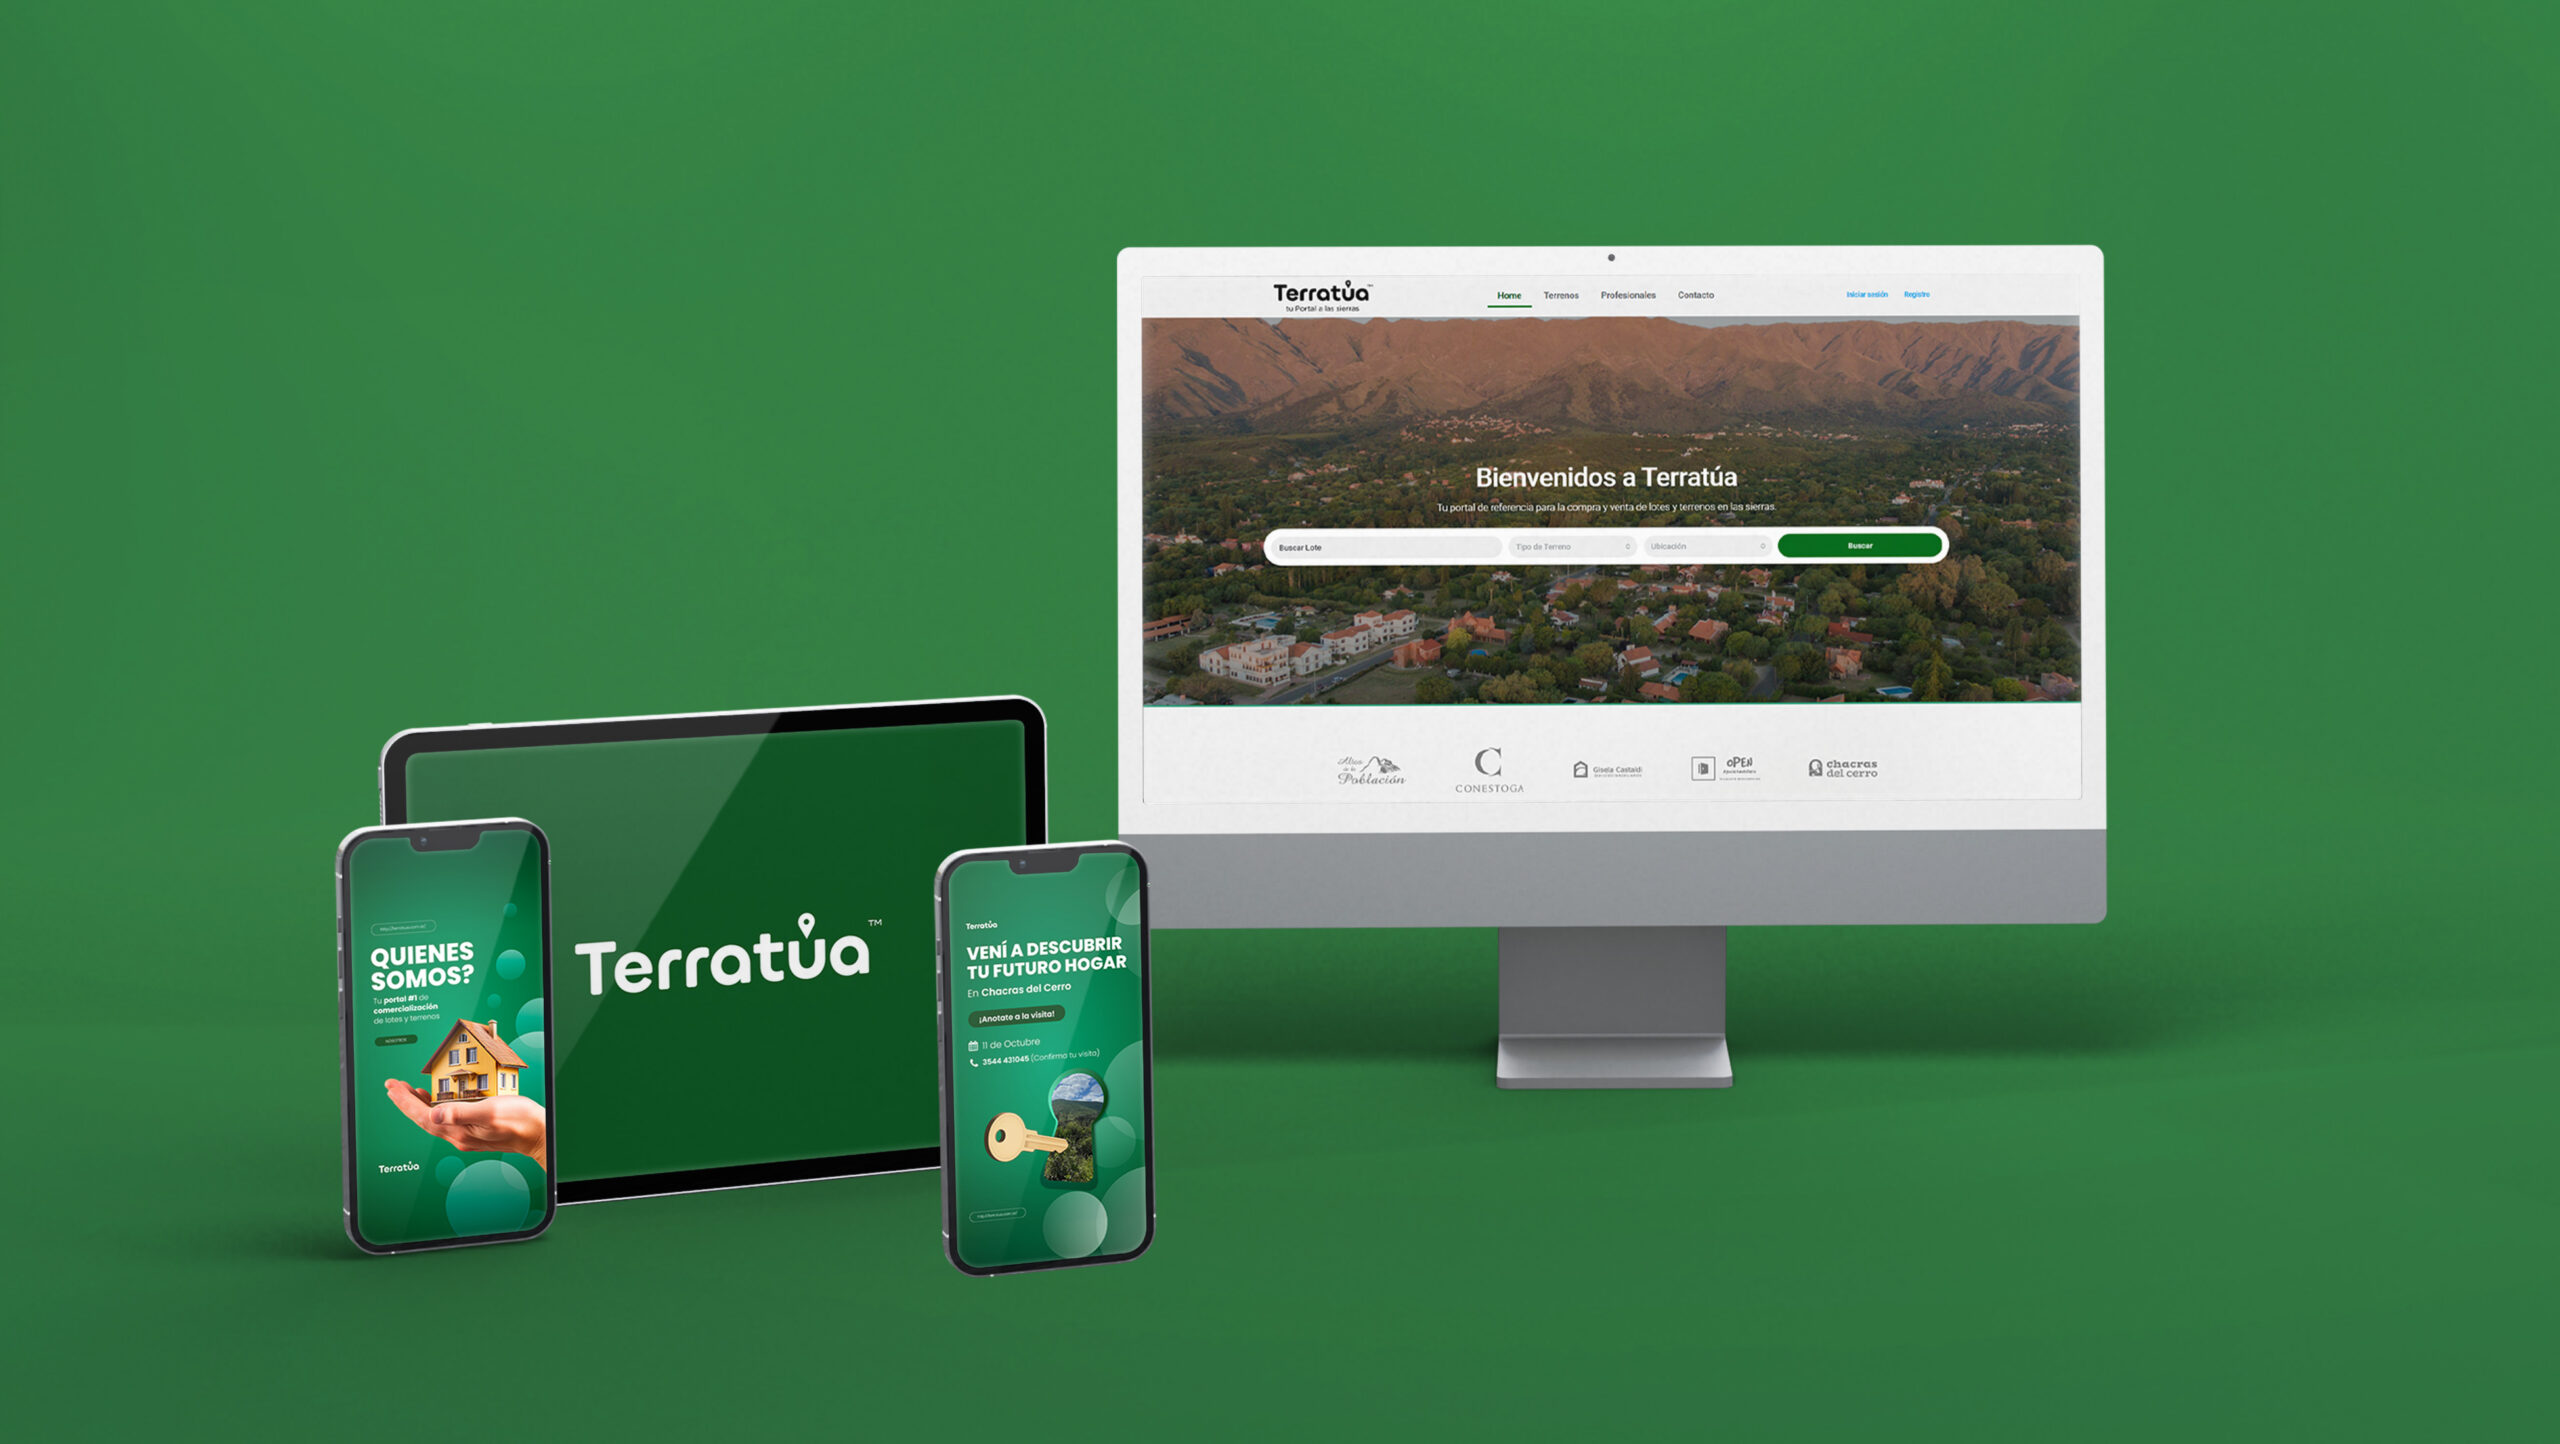 Terratúa™
tu Portal a las sierras
Home
Terrenos
Profesionales
Contacto
Iniciar sesión
Registro
Bienvenidos a Terratúa
Tu portal de referencia para la compra y venta de lotes y terrenos en las sierras.
Buscar Lote
Tipo de Terreno
Ubicación
Buscar
Altos
de la
Población
C
CONESTOGA
Gisela Castaldi
oPEN
chacras
del cerro
Terratúa™
QUIENES
SOMOS?
Tu portal #1 de
comercialización
de lotes y terrenos
NOSOTROS
Terratúa
Terratúa
VENÍ A DESCUBRIR
TU FUTURO HOGAR
En Chacras del Cerro
¡Anotate a la visita!
11 de Octubre
3544 431045 (Confirma tu visita)